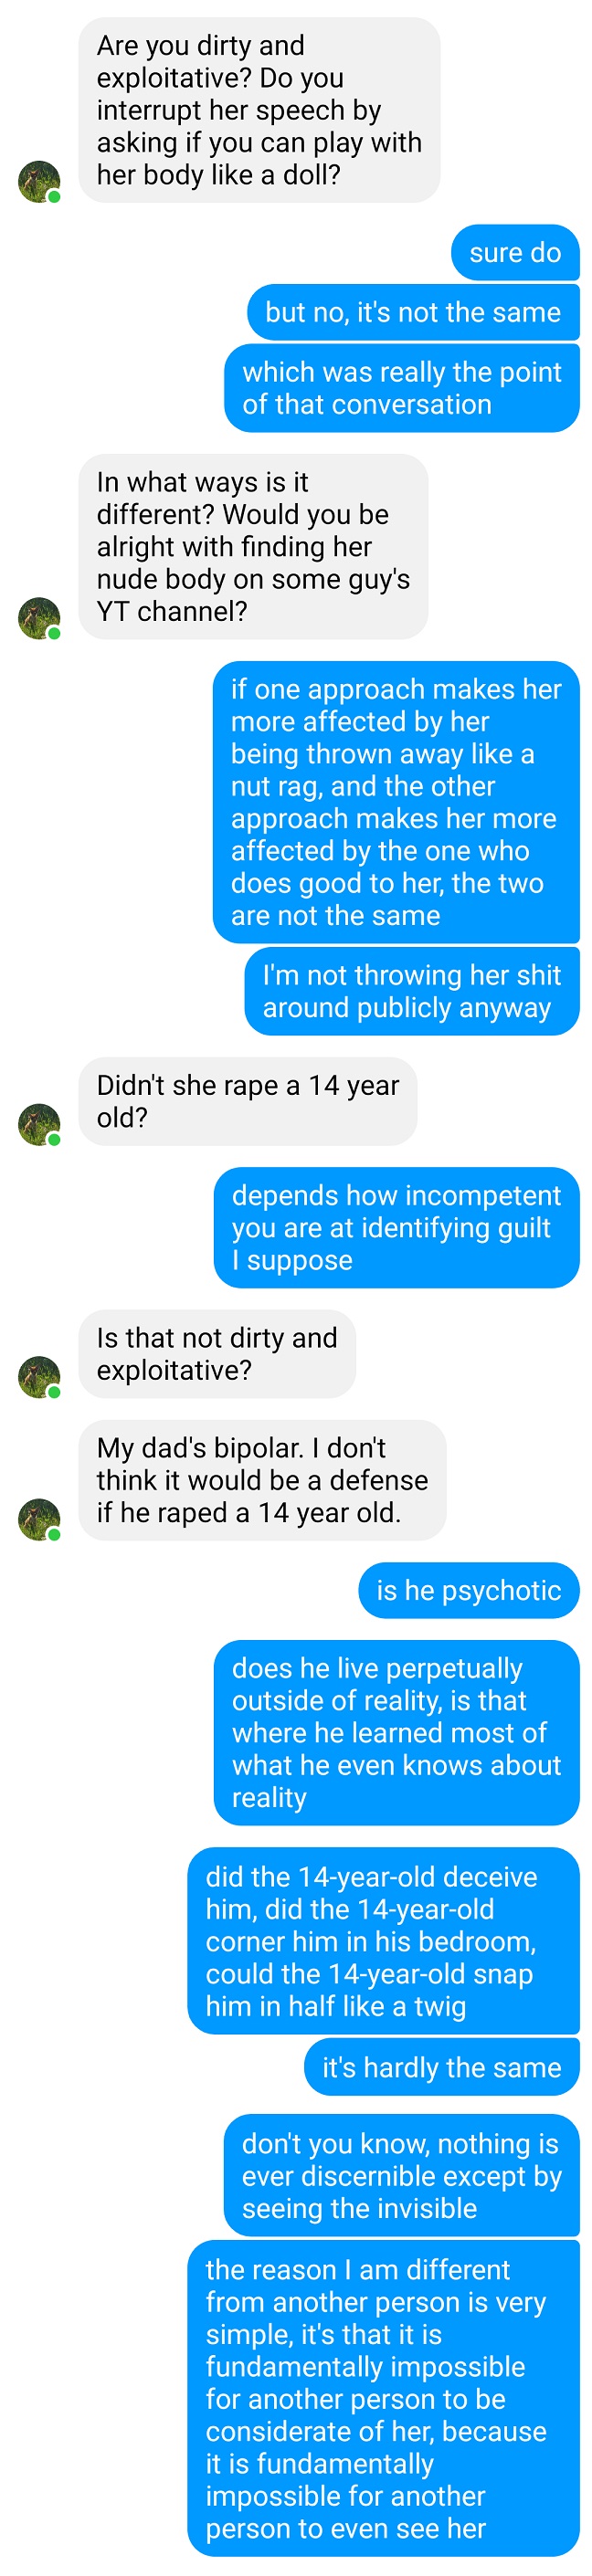 Are you dirty and
exploitative? Do you
interrupt her speech by
asking if you can play with
her body like a doll?
sure do
but no, it's not the same
which was really the point
of that conversation
In what ways is it
different? Would you be
alright with finding her
nude body on some guy's
YT channel?
if one approach makes her
more affected by her
being thrown away like a
nut rag, and the other
approach makes her more
affected by the one who
does good to her, the two
are not the same
I'm not throwing her shit
around publicly anyway
Didn't she rape a 14 year
old?
depends how incompetent
you are at identifying guilt
I suppose
Is that not dirty and
exploitative?
My dad's bipolar. I don't
think it would be a defense
if he raped a 14 year old.
is he psychotic
does he live perpetually
outside of reality, is that
where he learned most of
what he even knows about
reality
did the 14-year-old deceive
him, did the 14-year-old
corner him in his bedroom,
could the 14-year-old snap
him in half like a twig
it's hardly the same
don't you know, nothing is
ever discernible except by
seeing the invisible
the reason I am different
from another person is very
simple, it's that it is
fundamentally impossible
for another person to be
considerate of her, because
it is fundamentally
impossible for another
person to even see her